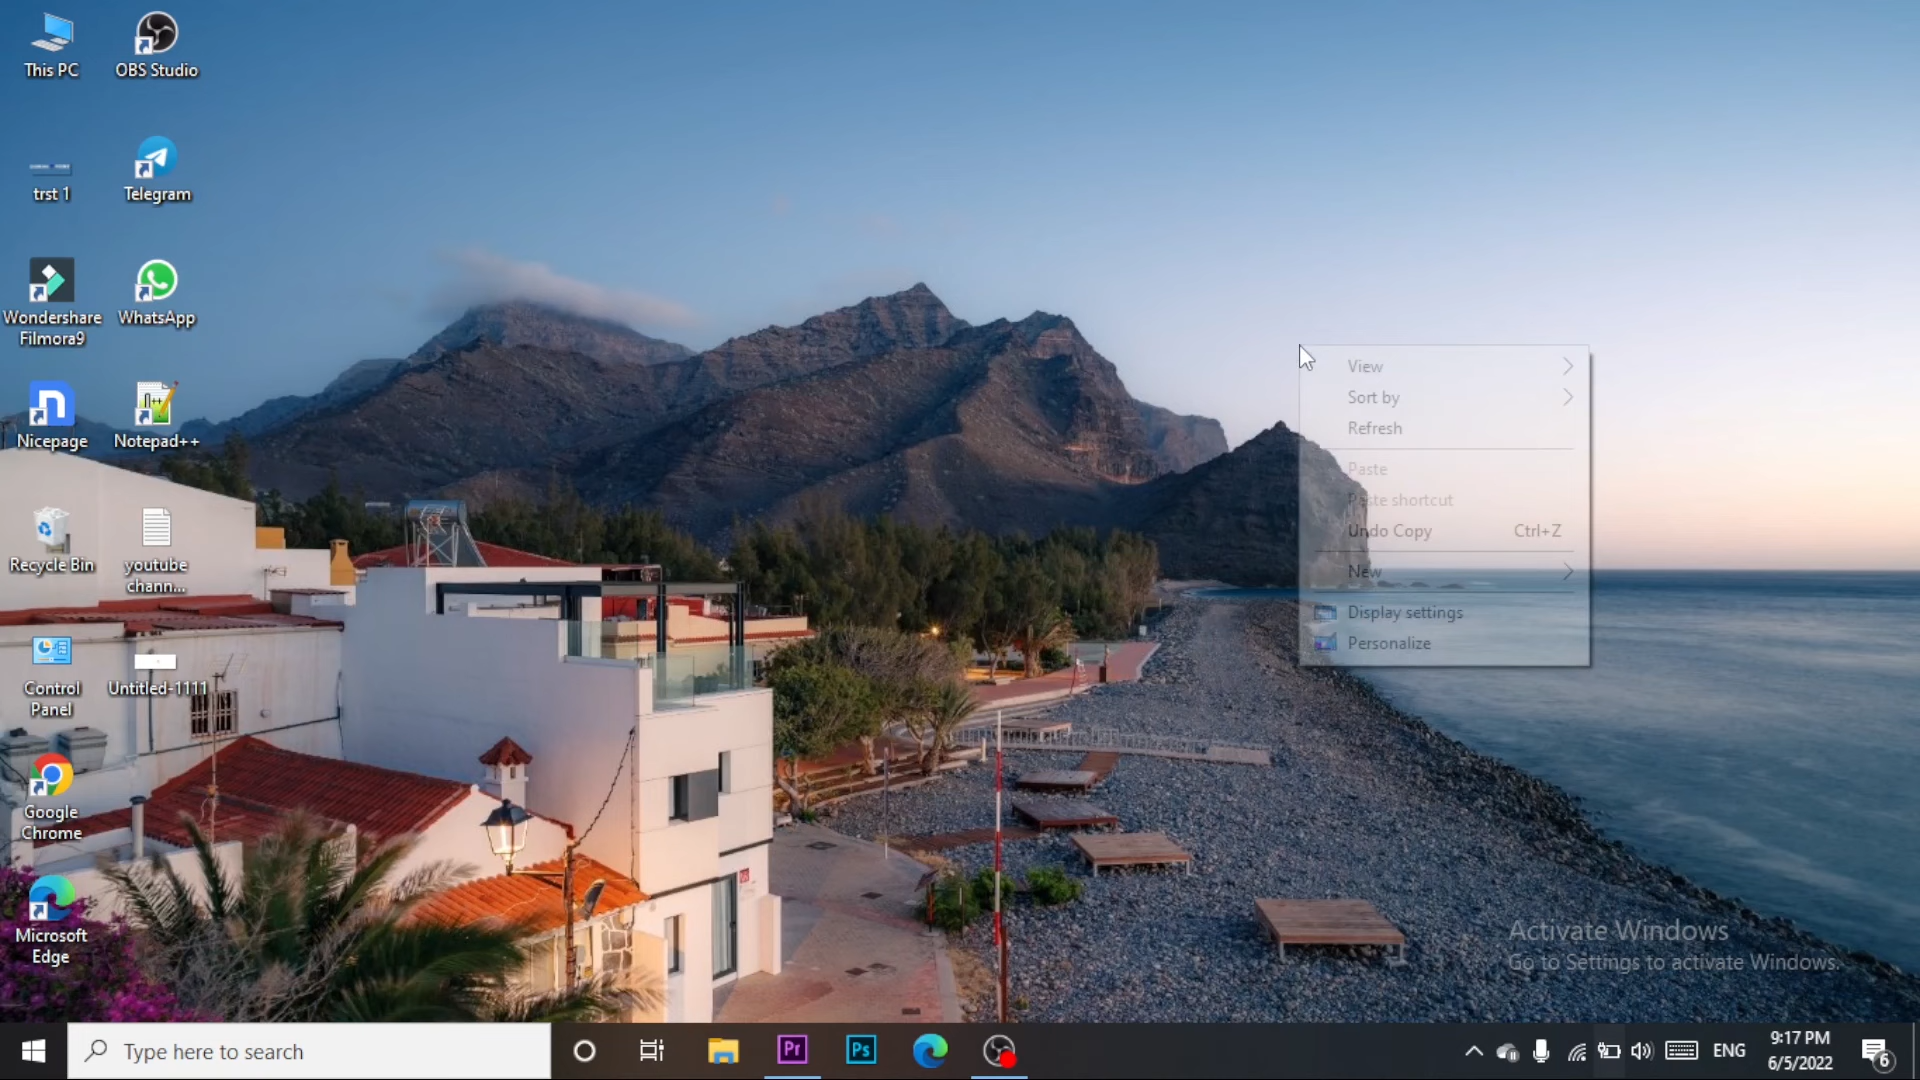 This PC
OBS Studio
trst 1
Telegram
Wondershare
Filmora9
WhatsApp
Nicepage
Notepad++
Recycle Bin
youtube
chann...
Control
Panel
Untitled-1111
Google
Chrome
Microsoft
Edge
View
Sort by
Refresh
Paste
Paste shortcut
Undo Copy Ctrl+Z
New
Display settings
Personalize
Activate Windows
Go to Settings to activate Windows.
Type here to search
Pr
Ps
ENG
9:17 PM
6/5/2022
6